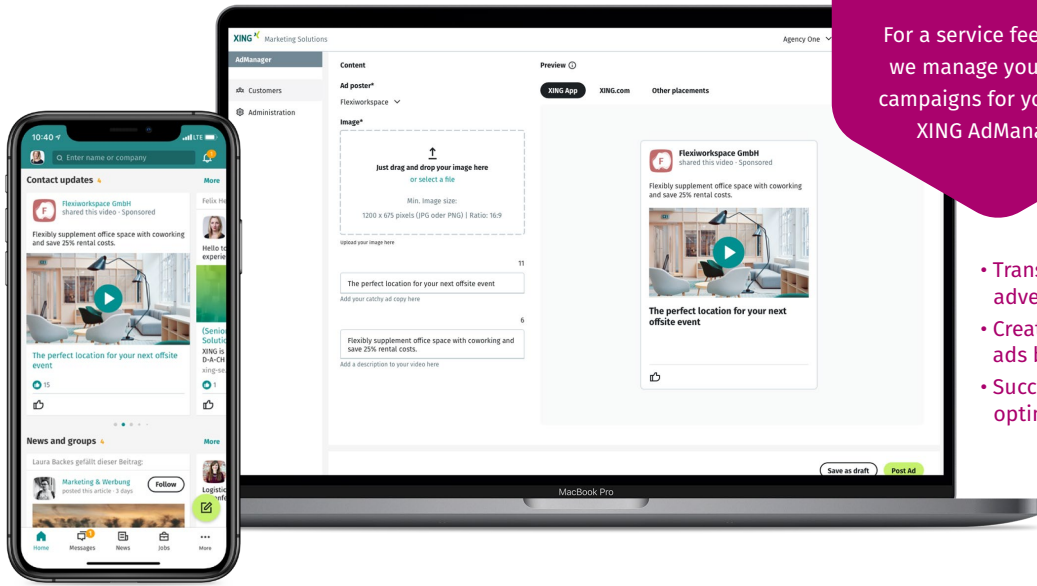 XING Marketing Solutions
Agency One
AdManager
Customers
Administration
Content
Ad poster*
Flexiworkspace
Image*
Just drag and drop your image here
or select a file
Min. Image size:
1200 x 675 pixels (JPG oder PNG) | Ratio: 16:9
Upload your image here
11
The perfect location for your next offsite event
Add your catchy ad copy here
6
Flexibly supplement office space with coworking and
save 25% rental costs.
Add a description to your video here
Preview
XING App
XING.com
Other placements
Flexiworkspace GmbH
shared this video · Sponsored
Flexibly supplement office space with coworking
and save 25% rental costs.
The perfect location for your next
offsite event
Save as draft
Post Ad
MacBook Pro
10:40
LTE
Enter name or company
Contact updates
More
Flexiworkspace GmbH
shared this video · Sponsored
Flexibly supplement office space with coworking
and save 25% rental costs.
The perfect location for your next offsite
event
15
Felix
Hello
(Senior
XING is
D-A-CH
1
News and groups
More
Laura Backes gefällt dieser Beitrag:
Marketing & Werbung
posted this article · 3 days
Follow
Home
Messages
1
News
Jobs
More
For a service fee
we manage
campaigns for
XING